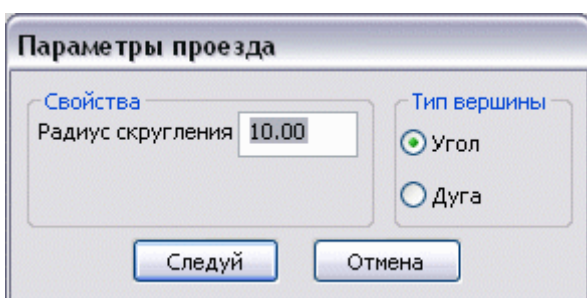 Параметры проезда
Свойства
Радиус скругления 10.00
Тип вершины
Угол
Дуга
Следуй
Отмена